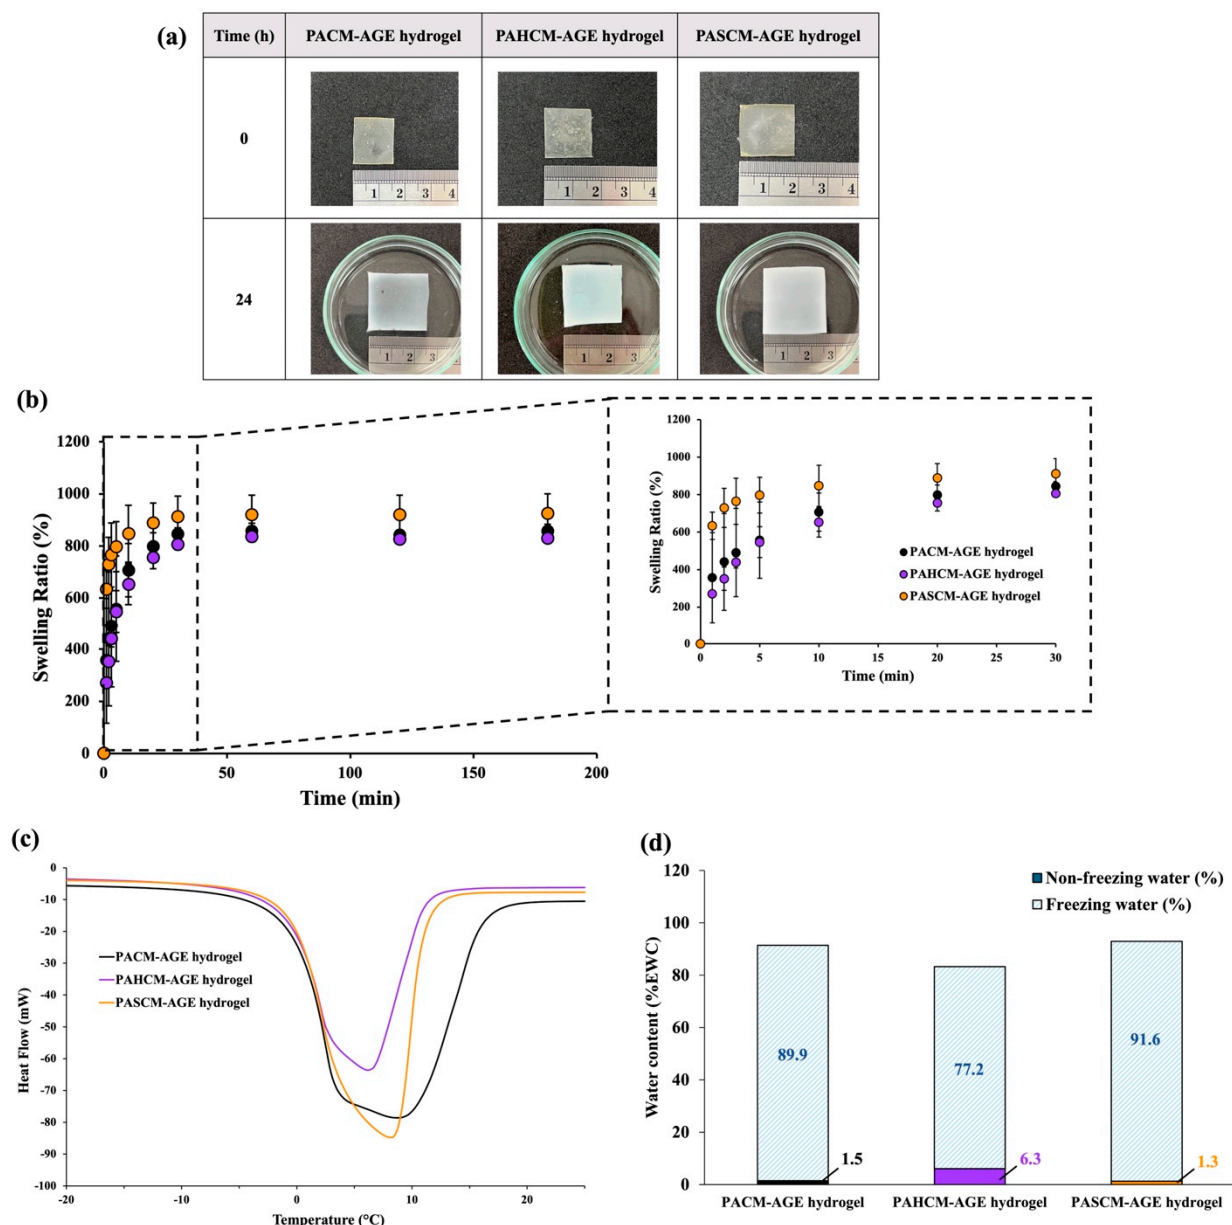 (a)
Time (h) PACM-AGE hydrogel PAHCM-AGE hydrogel PASCM-AGE hydrogel
0
1 2 3 4
1 2 3 4
1 2 3 4
24
1 2 3
1 2 3
1 2 3
(b)
1200
1000
800
600
400
200
0
Swelling Ratio (%)
0 50 100 150 200
Time (min)
1200
1000
800
600
400
200
0
Swelling Ratio (%)
PACM-AGE hydrogel
PAHCM-AGE hydrogel
PASCM-AGE hydrogel
0 5 10 15 20 25 30
Time (min)
(c)
0
-10
-20
-30
-40
-50
-60
-70
-80
-90
-100
Heat Flow (mW)
PACM-AGE hydrogel
PAHCM-AGE hydrogel
PASCM-AGE hydrogel
-20 -10 0 10 20
Temperature (°C)
(d)
120
100
80
60
40
20
0
Water content (%EWC)
Non-freezing water (%)
Freezing water (%)
89.9
77.2
91.6
1.5
6.3
1.3
PACM-AGE hydrogel PAHCM-AGE hydrogel PASCM-AGE hydrogel